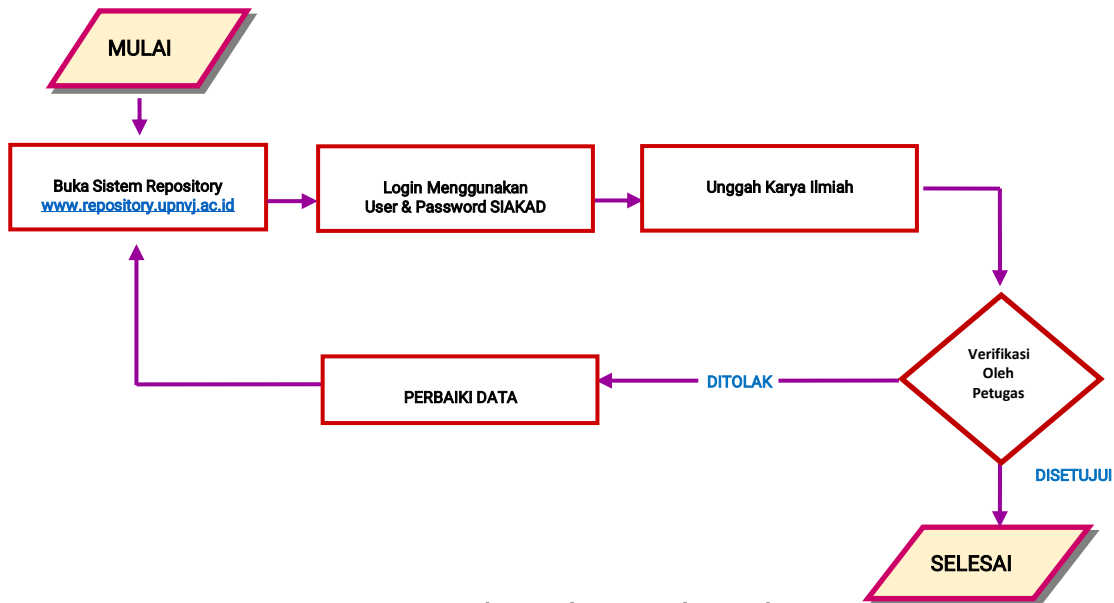 MULAI
Buka Sistem Repository
www.repository.upnvj.ac.id
Login Menggunakan
User & Password SIAKAD
Unggah Karya Ilmiah
Verifikasi
Oleh
Petugas
DITOLAK
PERBAIKI DATA
DISETUJUI
SELESAI